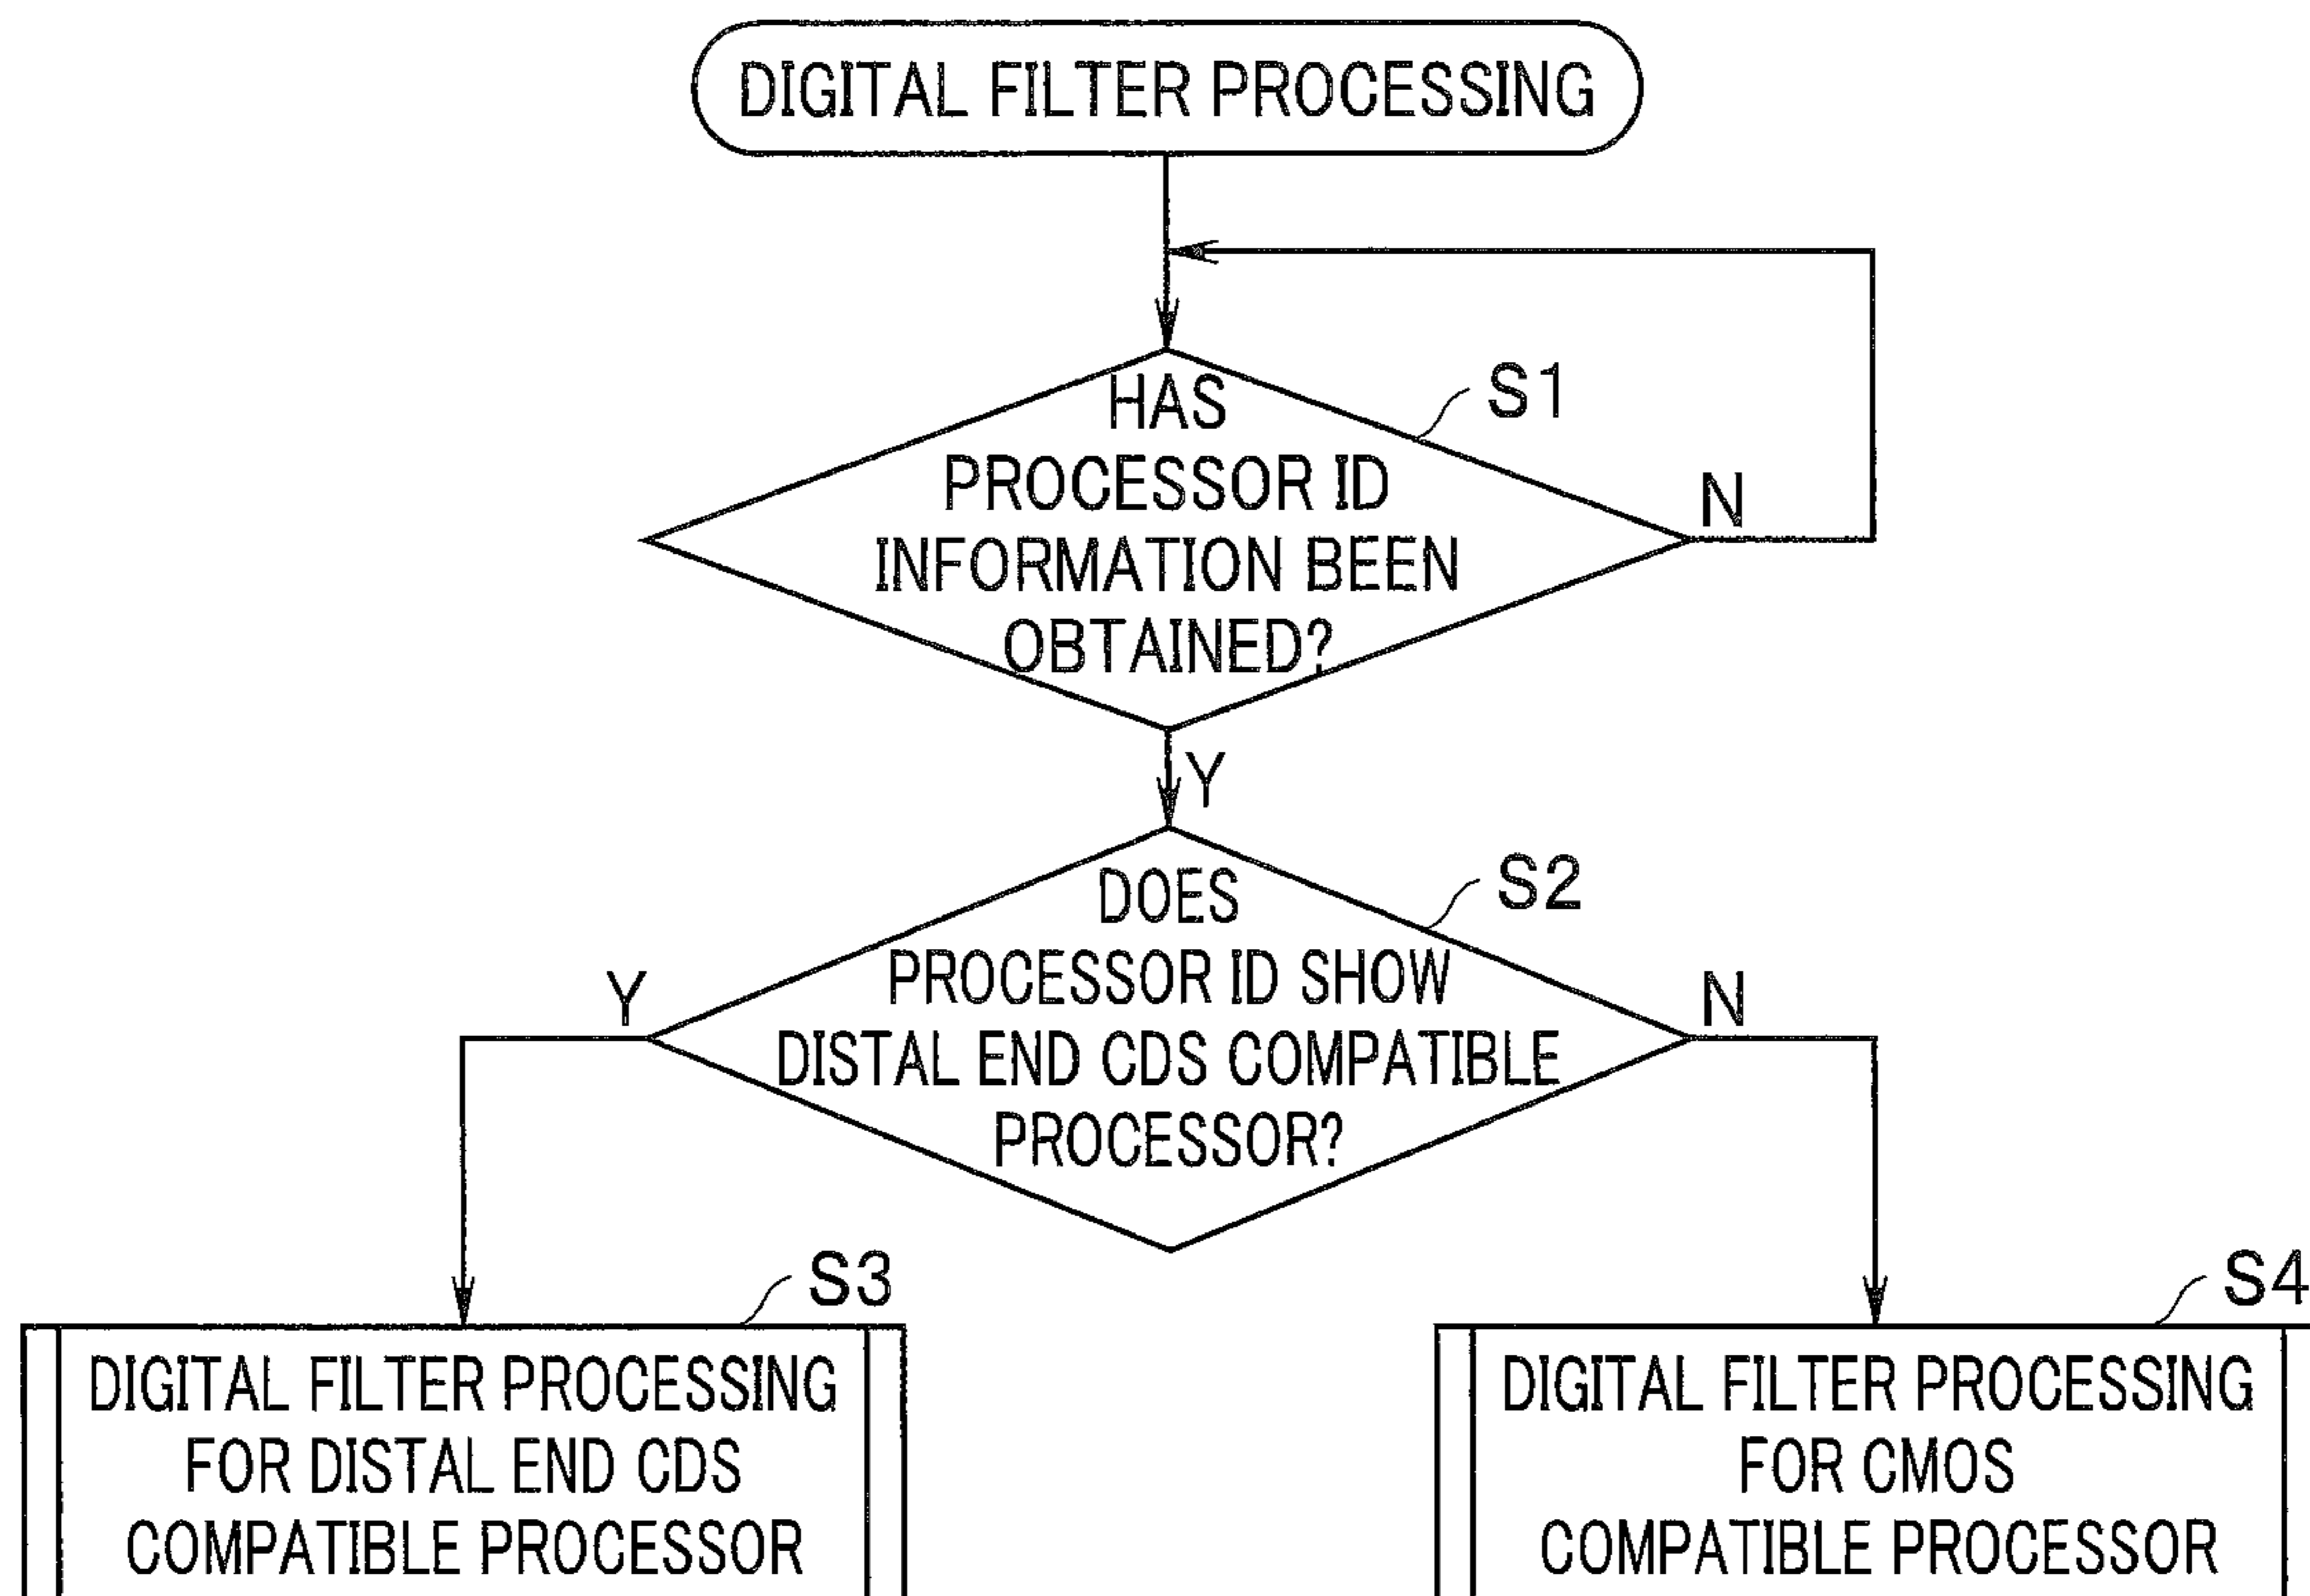 DIGITAL FILTER PROCESSING
HAS
PROCESSOR ID
INFORMATION BEEN
OBTAINED?
S1
N
Y
DOES
PROCESSOR ID SHOW
DISTAL END CDS COMPATIBLE
PROCESSOR?
S2
Y
N
S3
DIGITAL FILTER PROCESSING
FOR DISTAL END CDS
COMPATIBLE PROCESSOR
S4
DIGITAL FILTER PROCESSING
FOR CMOS
COMPATIBLE PROCESSOR